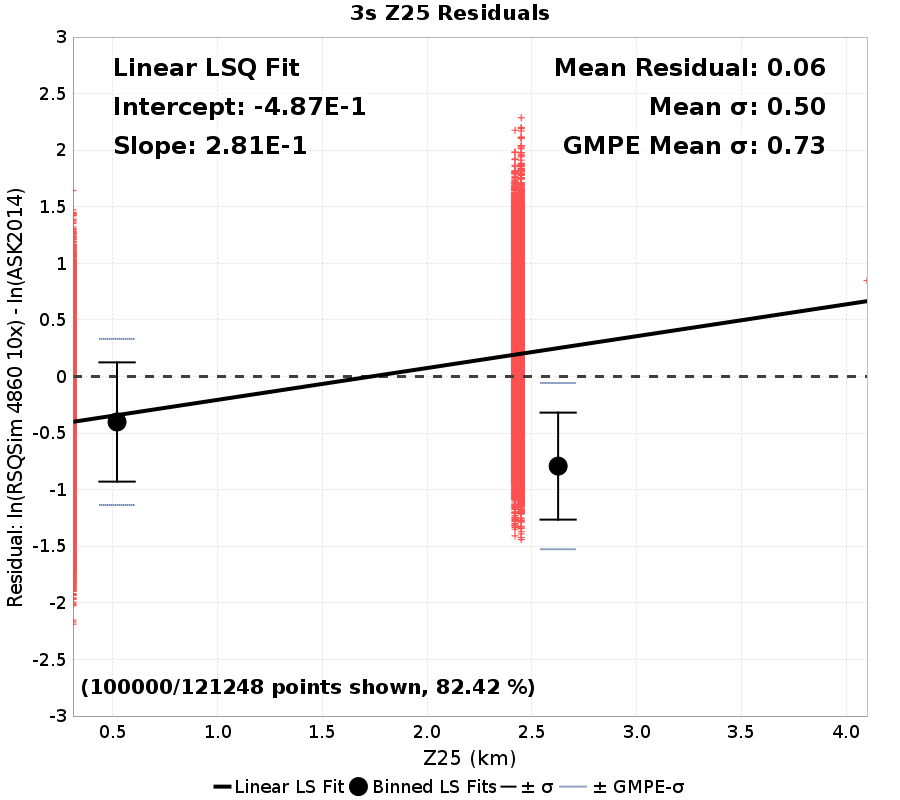 3s Z25 Residuals
Linear LSQ Fit
Intercept: -4.87E-1
Slope: 2.81E-1
Mean Residual: 0.06
Mean σ: 0.50
GMPE Mean σ: 0.73
Residual: ln(RSQSim 4860 10x) - ln(ASK2014)
3
2.5
2
1.5
1
0.5
0
-0.5
-1
-1.5
-2
-2.5
-3
(100000/121248 points shown, 82.42 %)
0.5 1.0 1.5 2.0 2.5 3.0 3.5 4.0
Z25 (km)
Linear LS Fit Binned LS Fits ± σ ± GMPE-σ